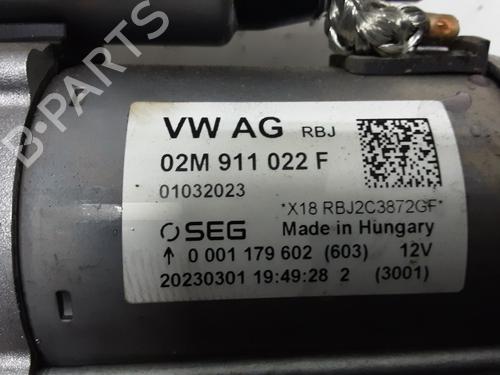 VW AG RBJ
02M 911 022 F
01032023
*X18 RBJ2C3872GF*
SEG Made in Hungary
↑ 0 001 179 602 (603) 12V
20230301 19:49:28 2 (3001)
B-Parts